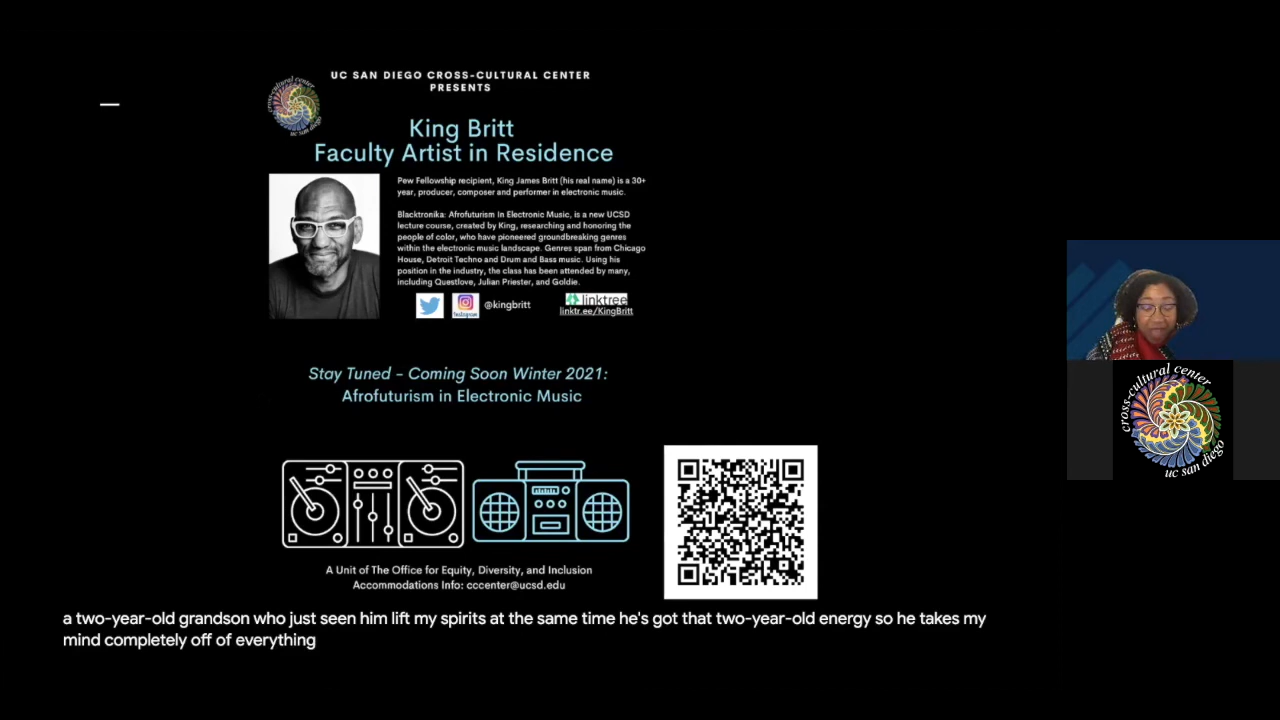 UC SAN DIEGO CROSS-CULTURAL CENTER
PRESENTS
cross-cultural center
uc san diego
King Britt
Faculty Artist in Residence
Pew Fellowship recipient, King James Britt (his real name) is a 30+
year, producer, composer and performer in electronic music.
Blacktronika: Afrofuturism In Electronic Music, is a new UCSD
lecture course, created by King, researching and honoring the
people of color, who have pioneered groundbreaking genres
within the electronic music landscape. Genres span from Chicago
House, Detroit Techno and Drum and Bass music. Using his
position in the industry, the class has been attended by many,
including Questlove, Julian Priester, and Goldie.
Instagram
@kingbritt
linktree
linktr.ee/KingBritt
Stay Tuned - Coming Soon Winter 2021:
Afrofuturism in Electronic Music
A Unit of The Office for Equity, Diversity, and Inclusion
Accommodations Info: cccenter@ucsd.edu
cross-cultural center
uc san diego
a two-year-old grandson who just seen him lift my spirits at the same time he's got that two-year-old energy so he takes my
mind completely off of everything